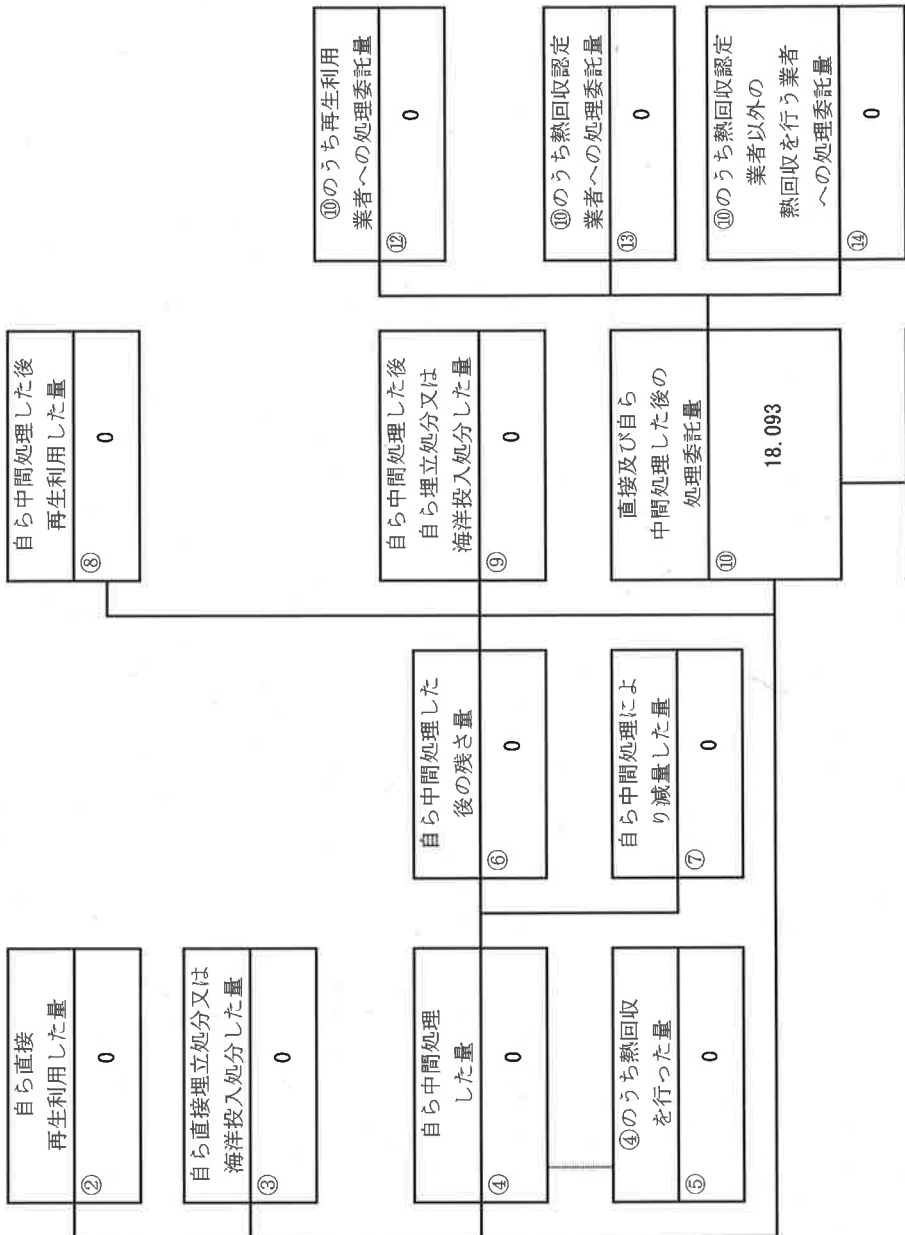 自ら直接
再生利用した量
②
0
自ら直接埋立処分又は
海洋投入処分した量
③
0
自ら中間処理
した量
④
0
④のうち熱回収
を行った量
⑤
0
自ら中間処理した
後の残さ量
⑥
0
自ら中間処理によ
り減量した量
⑦
0
自ら中間処理した後
再生利用した量
⑧
0
自ら中間処理した後
自ら埋立処分又は
海洋投入処分した量
⑨
0
直接及び自ら
中間処理した後の
処理委託量
⑩
18.093
⑩のうち再生利用
業者への処理委託量
⑫
0
⑩のうち熱回収認定
業者への処理委託量
⑬
0
⑩のうち熱回収認定
業者以外の
熱回収を行う業者
への処理委託量
⑭
0